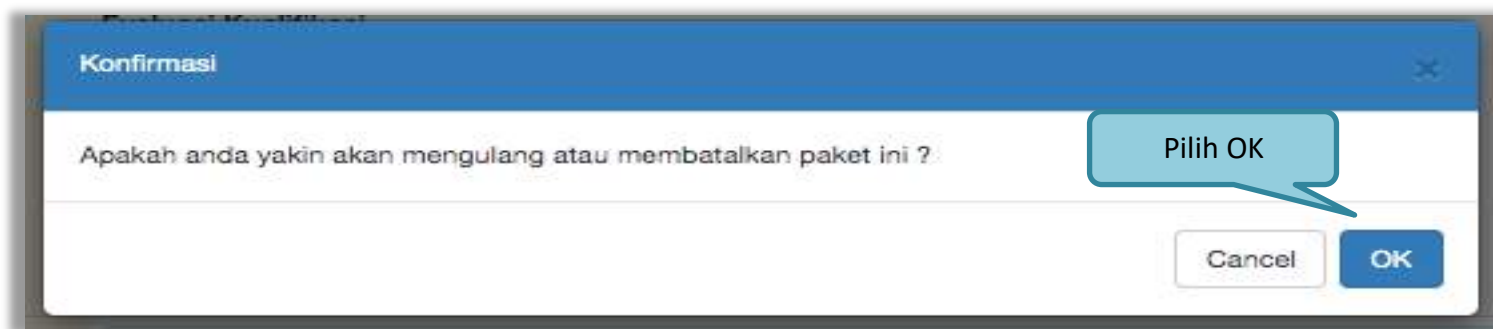 Konfirmasi
Apakah anda yakin akan mengulang atau membatalkan paket ini ?
Pilih OK
Cancel
OK